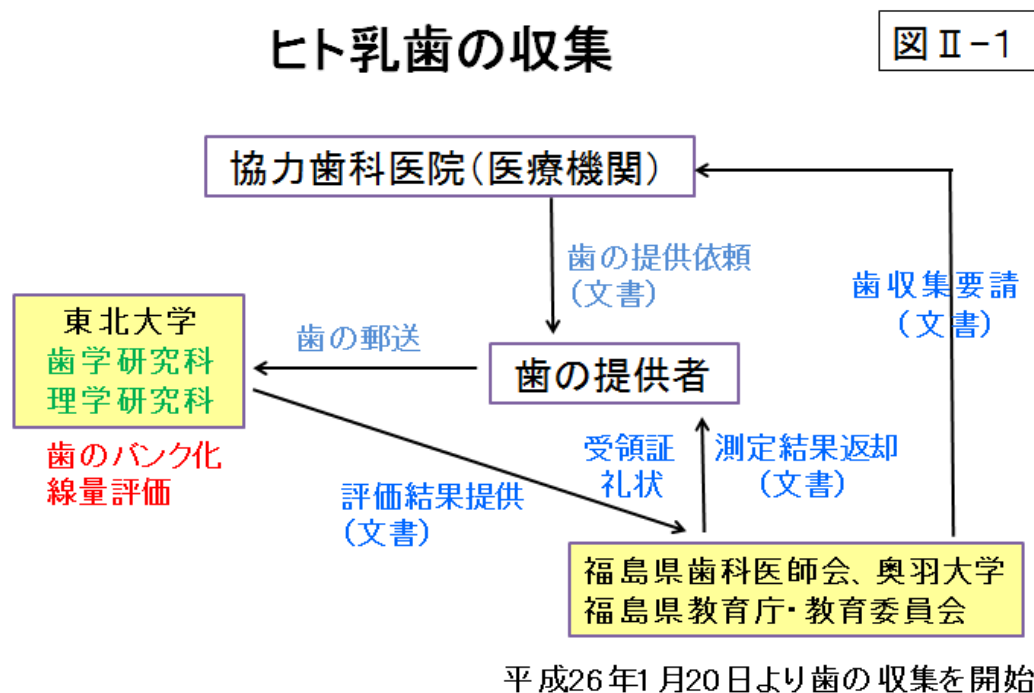 ヒト乳歯の収集
図Ⅱ-1
協力歯科医院(医療機関)
歯の提供依頼
(文書)
歯収集要請
(文書)
東北大学
歯学研究科
理学研究科
歯の郵送
歯の提供者
歯のバンク化
線量評価
評価結果提供
(文書)
受領証
礼状
測定結果返却
(文書)
福島県歯科医師会、奥羽大学
福島県教育庁・教育委員会
平成26年1月20日より歯の収集を開始